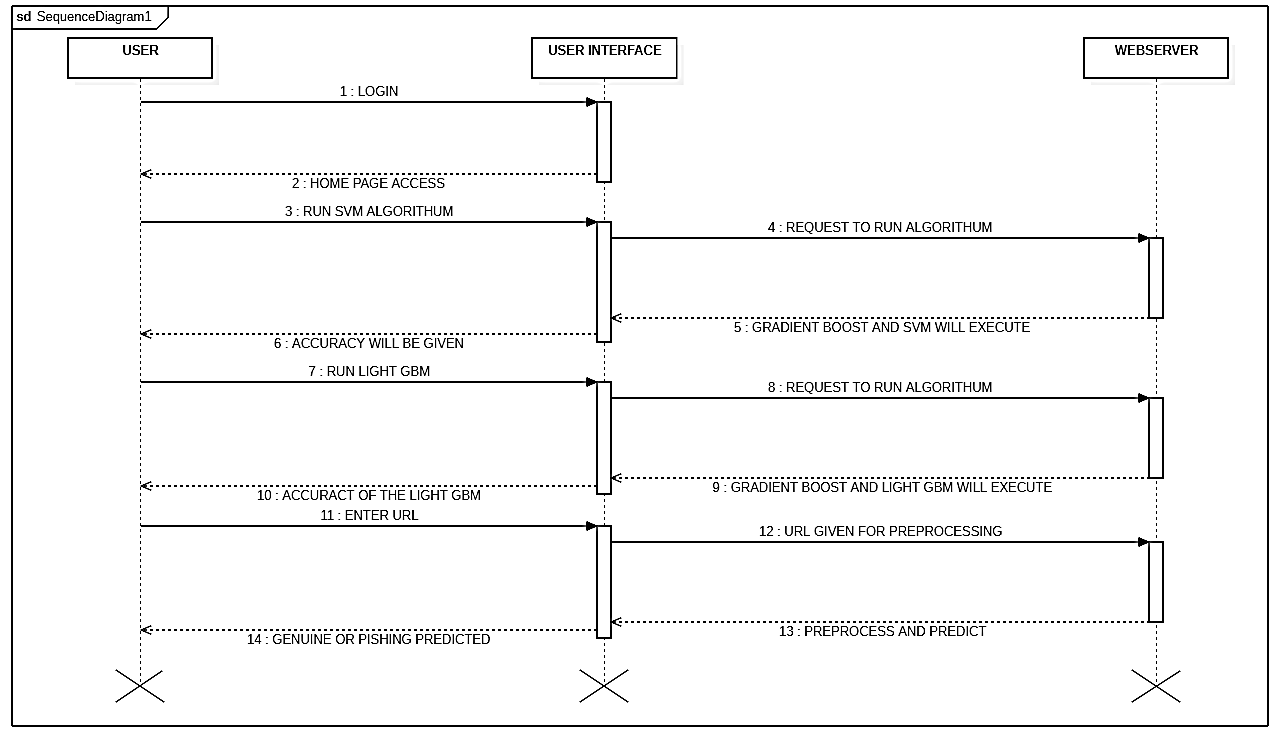 sd SequenceDiagram1
USER
USER INTERFACE
WEBSERVER
1 : LOGIN
2 : HOME PAGE ACCESS
3 : RUN SVM ALGORITHUM
4 : REQUEST TO RUN ALGORITHUM
5 : GRADIENT BOOST AND SVM WILL EXECUTE
6 : ACCURACY WILL BE GIVEN
7 : RUN LIGHT GBM
8 : REQUEST TO RUN ALGORITHUM
9 : GRADIENT BOOST AND LIGHT GBM WILL EXECUTE
10 : ACCURACT OF THE LIGHT GBM
11 : ENTER URL
12 : URL GIVEN FOR PREPROCESSING
13 : PREPROCESS AND PREDICT
14 : GENUINE OR PISHING PREDICTED